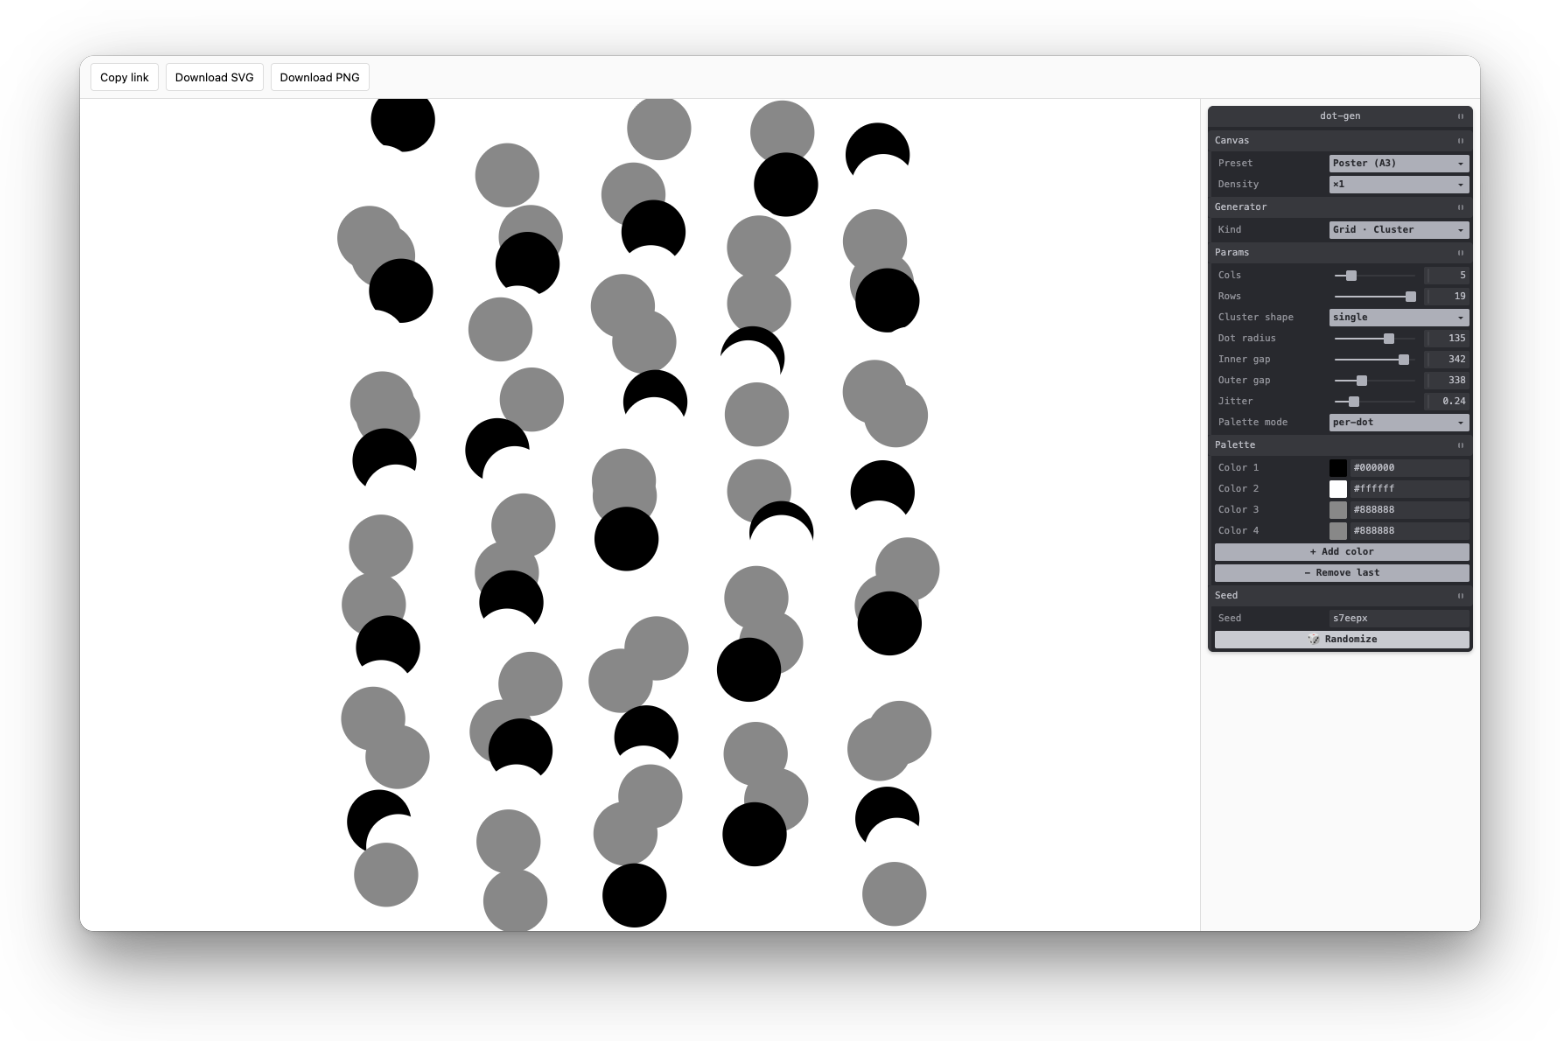 Copy link Download SVG Download PNG
dot-gen
Canvas
Preset Poster (A3)
Density ×1
Generator
Kind Grid · Cluster
Params
Cols 5
Rows 19
Cluster shape single
Dot radius 135
Inner gap 342
Outer gap 338
Jitter 0.24
Palette mode per-dot
Palette
Color 1 #000000
Color 2 #ffffff
Color 3 #888888
Color 4 #888888
+ Add color
− Remove last
Seed
Seed s7eepx
🎲 Randomize